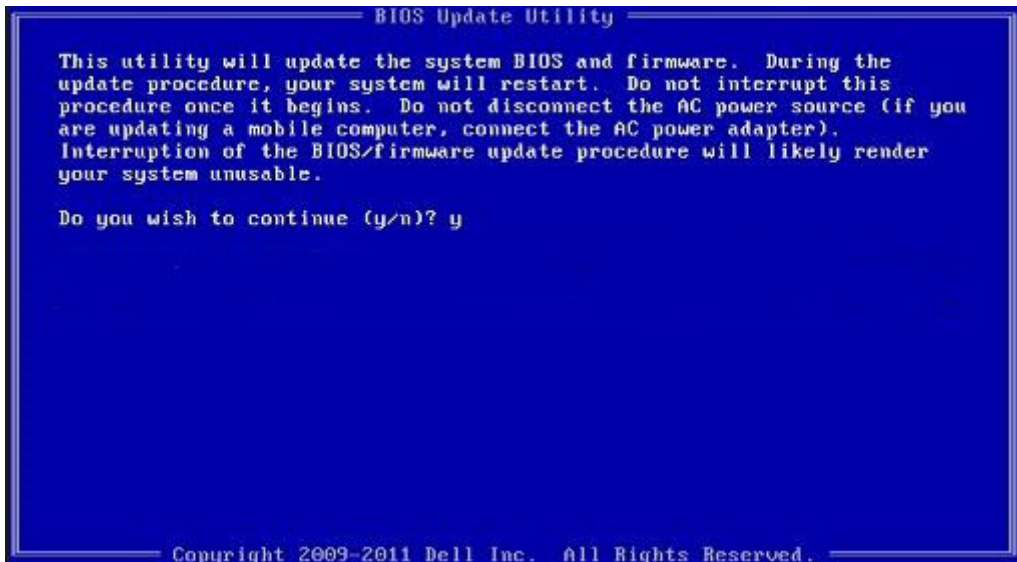 BIOS Update Utility
This utility will update the system BIOS and firmware. During the
update procedure, your system will restart. Do not interrupt this
procedure once it begins. Do not disconnect the AC power source (if you
are updating a mobile computer, connect the AC power adapter).
Interruption of the BIOS/firmware update procedure will likely render
your system unusable.
Do you wish to continue (y/n)? y
Copyright 2009-2011 Dell Inc. All Rights Reserved.